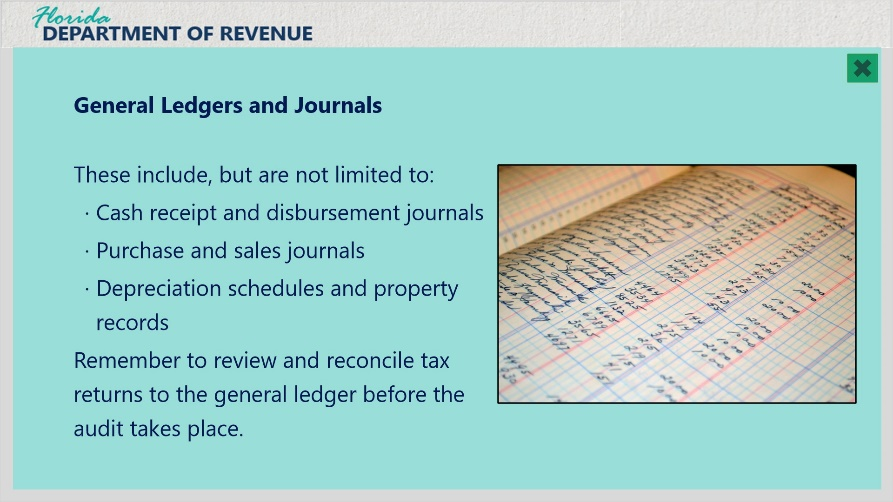 Florida
DEPARTMENT OF REVENUE
General Ledgers and Journals
These include, but are not limited to:
· Cash receipt and disbursement journals
· Purchase and sales journals
· Depreciation schedules and property
records
Remember to review and reconcile tax
returns to the general ledger before the
audit takes place.